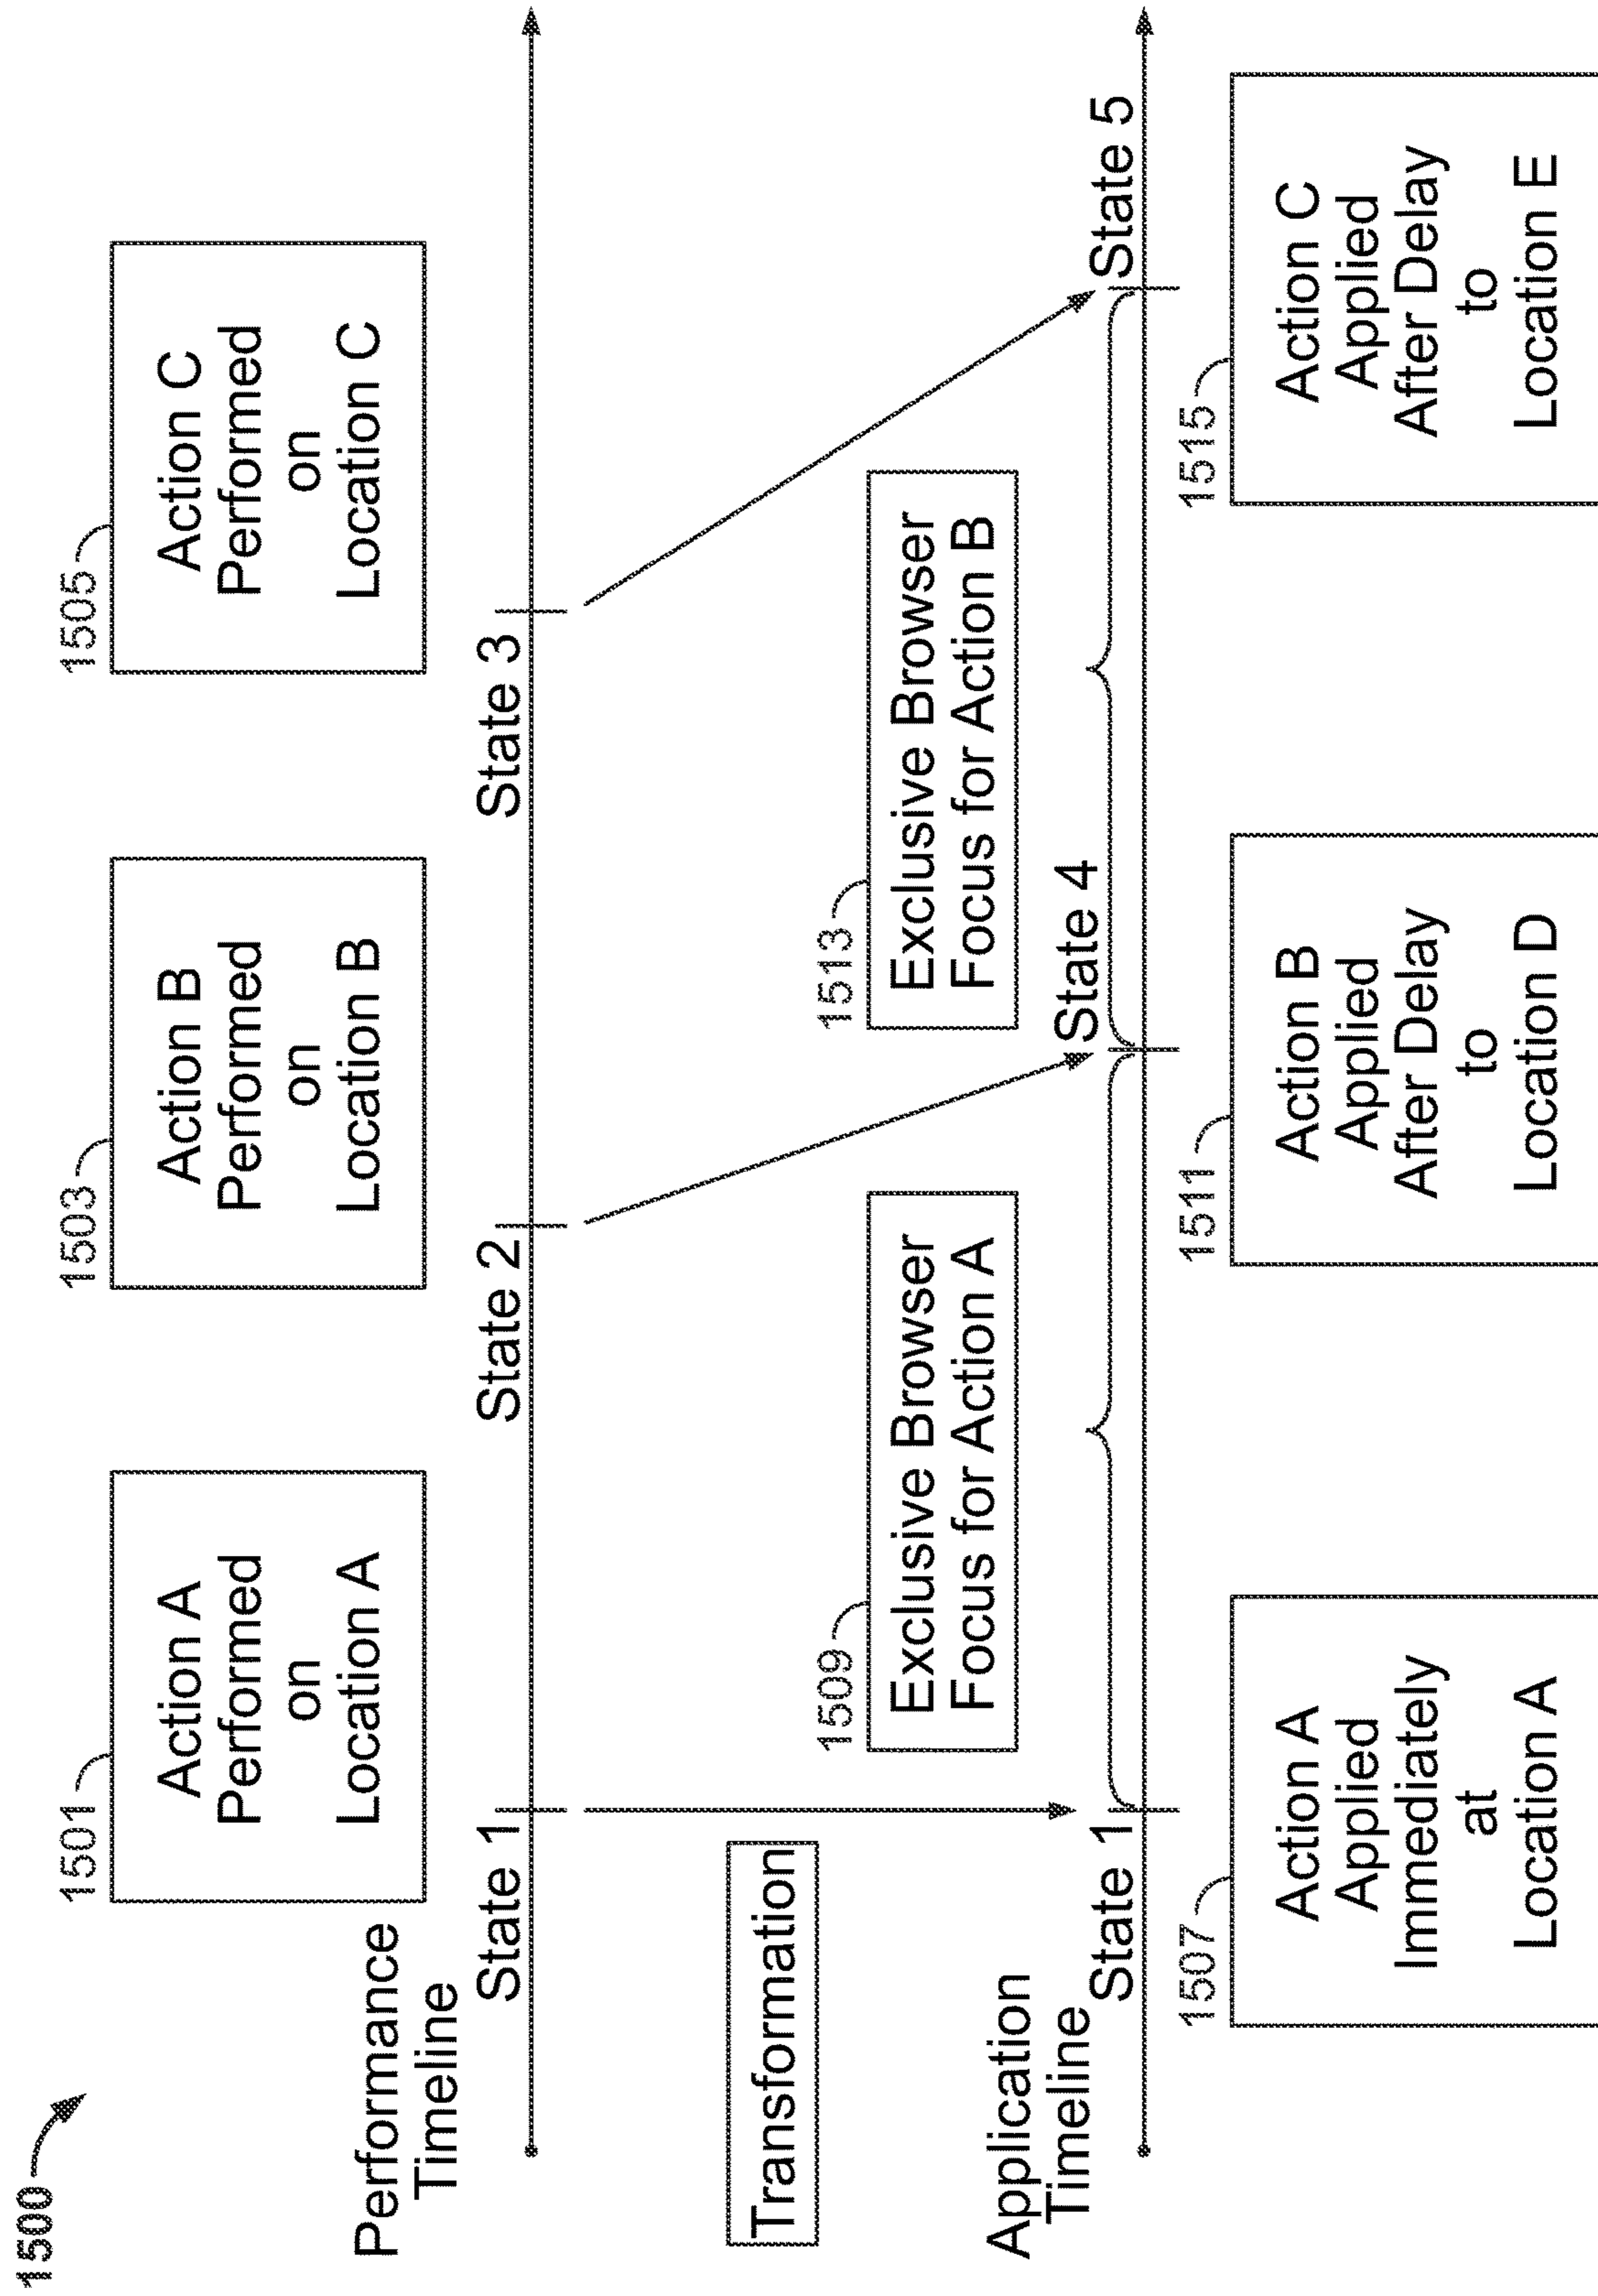 1500
1501
Action A
Performed
on
Location A
1503
Action B
Performed
on
Location B
1505
Action C
Performed
on
Location C
Performance
Timeline
State 1
State 2
State 3
Transformation
1509
Exclusive Browser
Focus for Action A
1513
Exclusive Browser
Focus for Action B
Application
Timeline
State 1
State 4
State 5
1507
Action A
Applied
Immediately
at
Location A
1511
Action B
Applied
After Delay
to
Location D
1515
Action C
Applied
After Delay
to
Location E